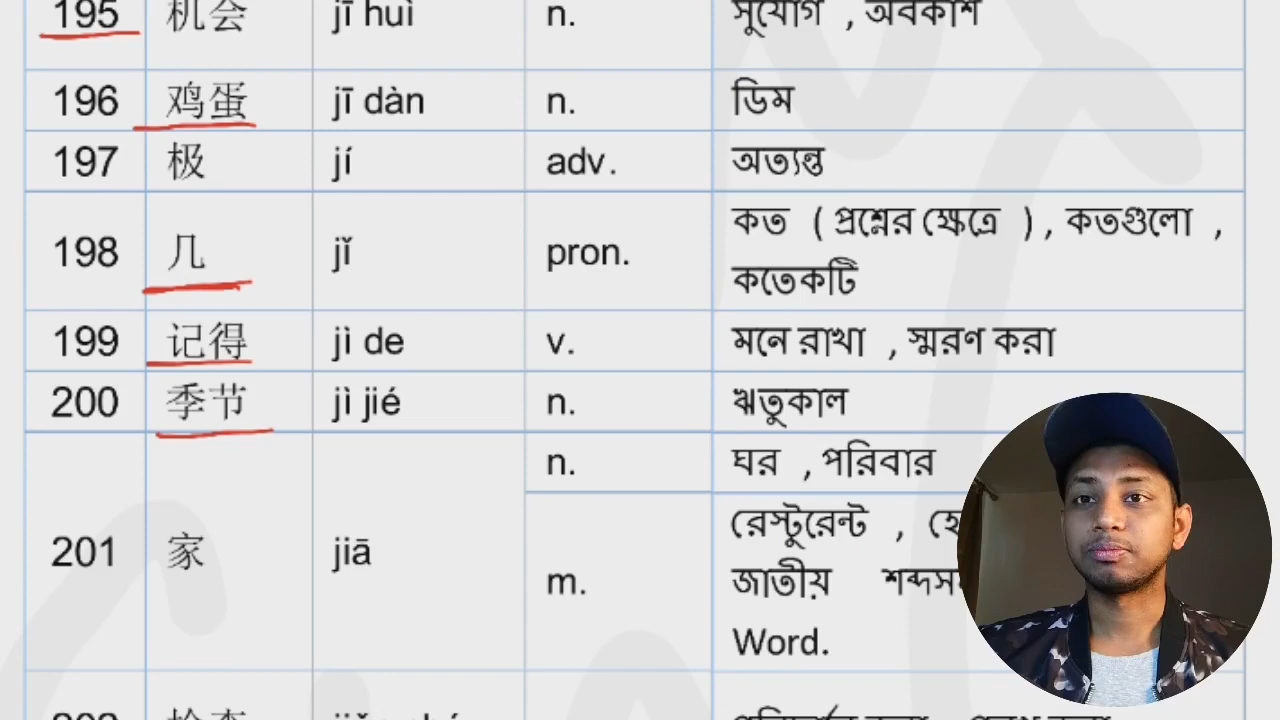 195 机会 jī huì n. সুযোগ , অবকাশ
196 鸡蛋 jī dàn n. ডিম
197 极 jí adv. অত্যন্ত
198 几 jǐ pron. কত ( প্রশ্নের ক্ষেত্রে ) , কতগুলো ,
কতেকটি
199 记得 jì de v. মনে রাখা , স্মরণ করা
200 季节 jì jié n. ঋতুকাল
201 家 jiā n. ঘর , পরিবার
m. রেস্টুরেন্ট ,
জাতীয়
Word.